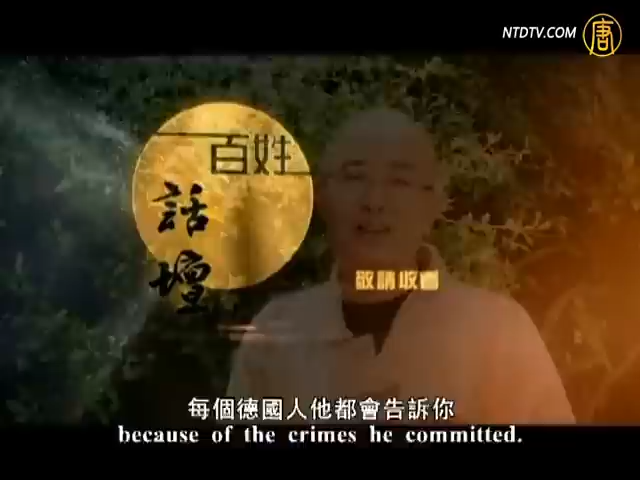 NTDTV.COM
唐
百姓
話
壇
敬請收看
每個德國人他都會告訴你
because of the crimes he committed.